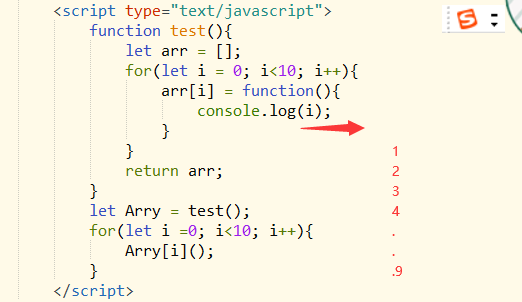 <script type="text/javascript">
function test(){
let arr = [];
for(let i = 0; i<10; i++){
arr[i] = function(){
console.log(i);
}
}
return arr;
}
let Arry = test();
for(let i =0; i<10; i++){
Arry[i]();
}
</script>
1
2
3
4
.
.
.9
S